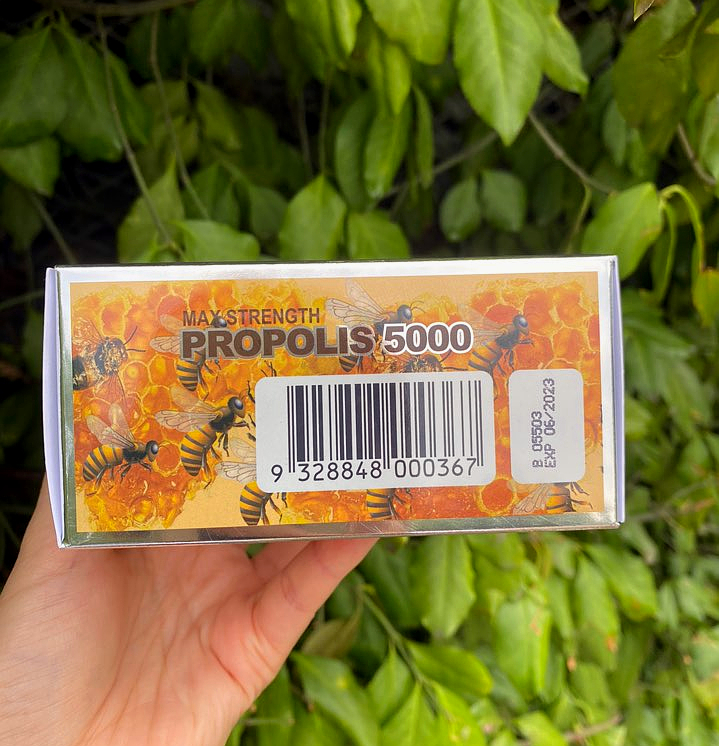 MAX STRENGTH
PROPOLIS 5000
9 328848 000367
B 05503
EXP 06/2023